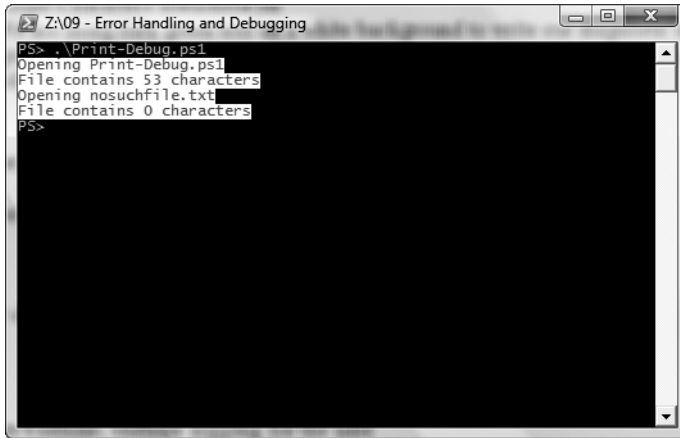 Z:\09 - Error Handling and Debugging
PS> .\Print-Debug.ps1
Opening Print-Debug.ps1
File contains 53 characters
Opening nosuchfile.txt
File contains 0 characters
PS>